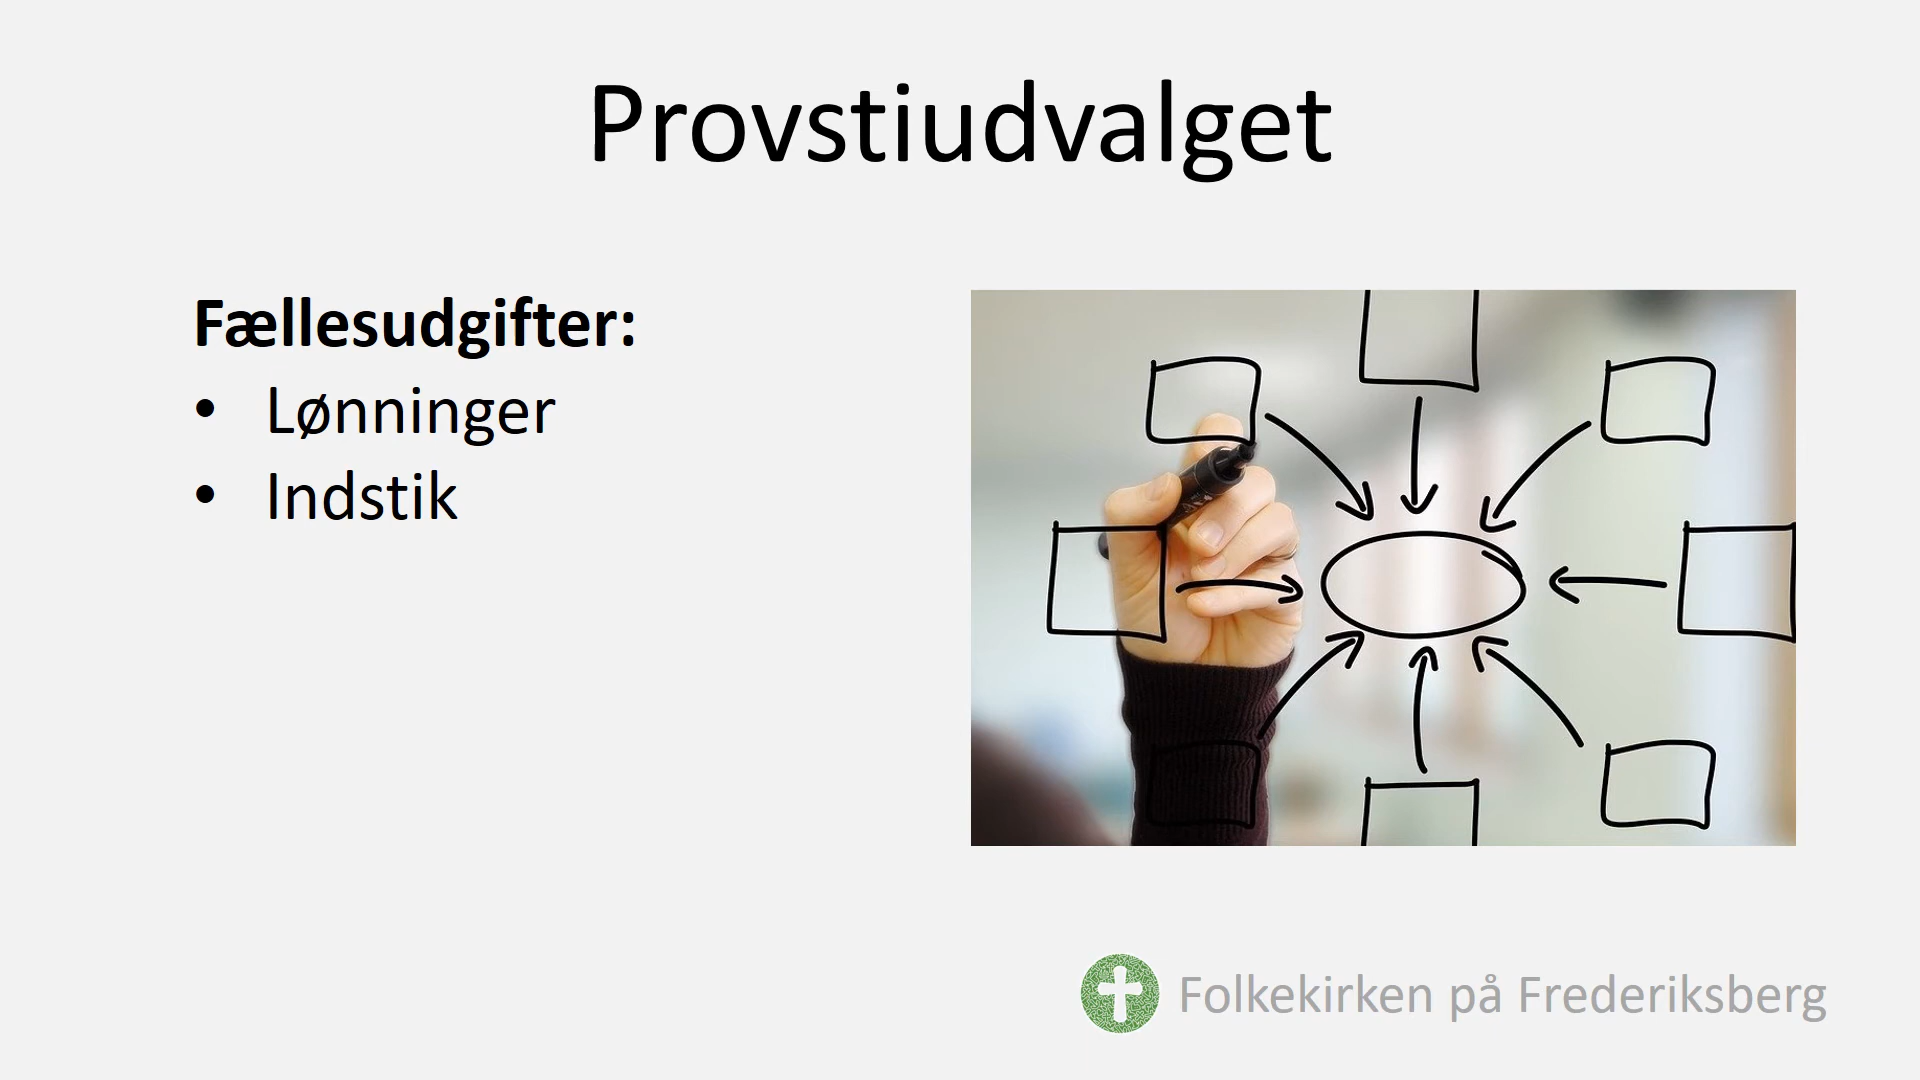 Provstiudvalget
Fællesudgifter:
• Lønninger
• Indstik
Folkekirken på Frederiksberg